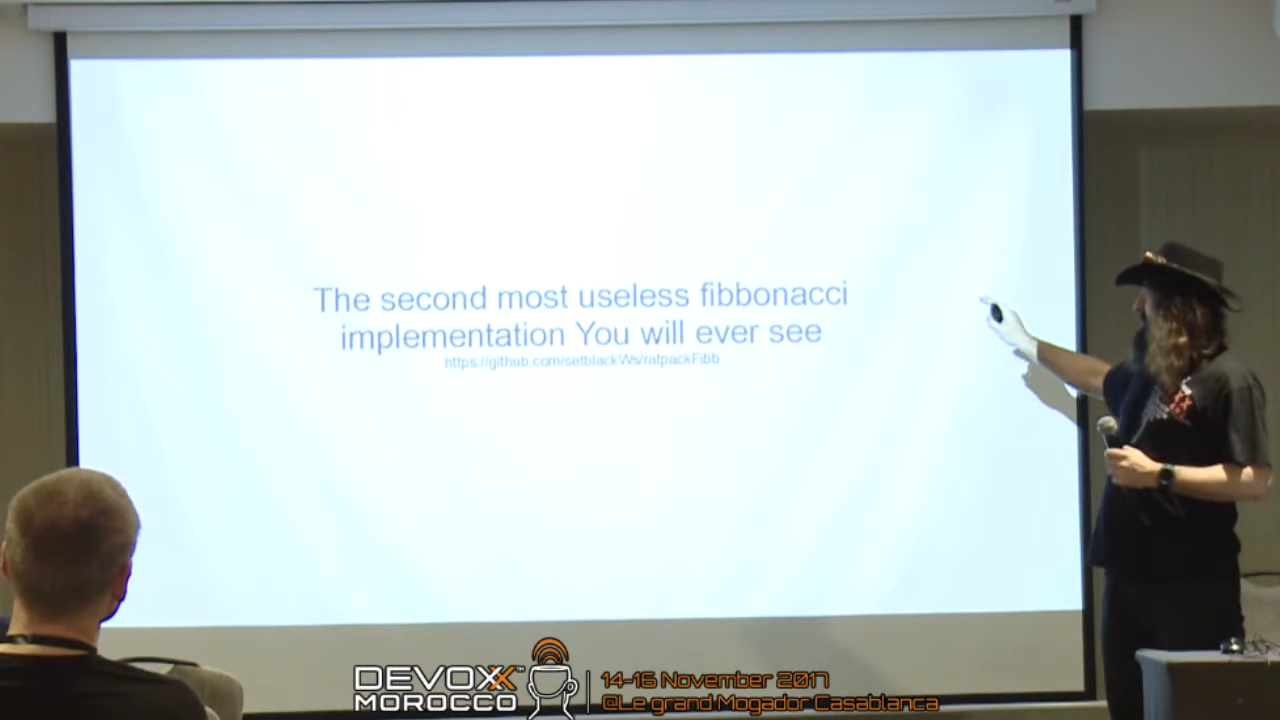 The second most useless fibbonacci
implementation You will ever see
https://github.com/setblackWs/ratpackFibb
DEVOXX™
MOROCCO
14-16 November 2017
@Le grand Mogador Casablanca